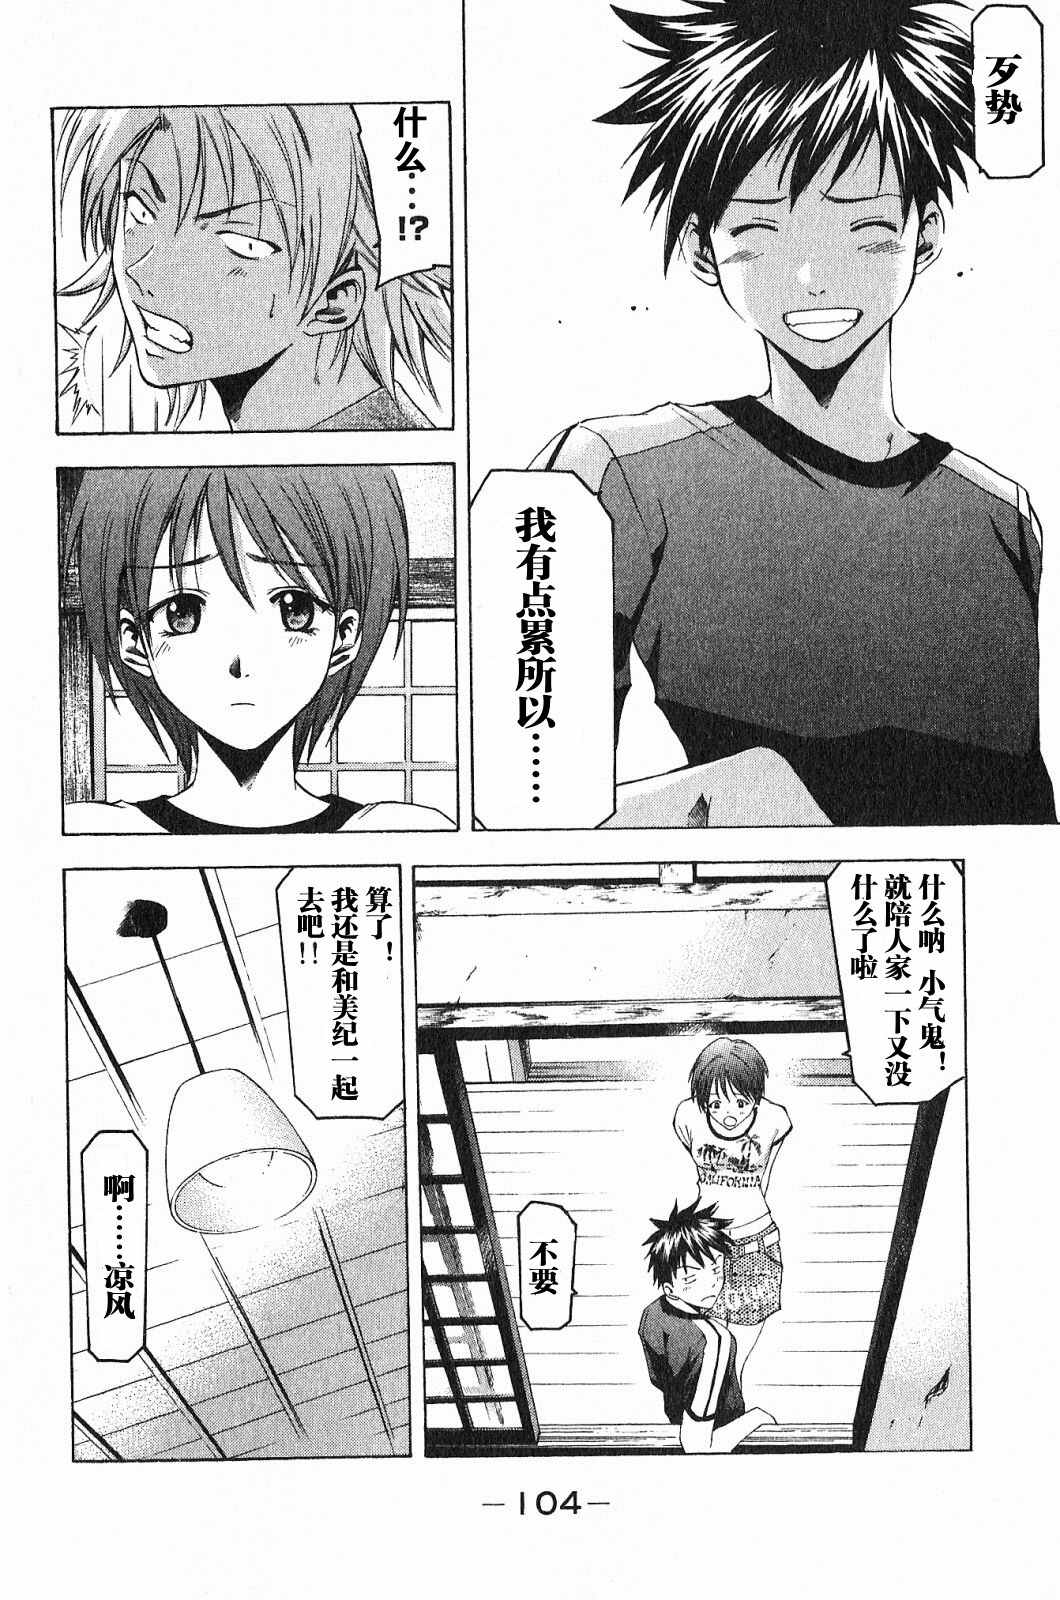 歹势
我有点累所以……
什么…
…!?
什么呐 小气鬼！
就陪人家一下又没
什么了啦
CALIFORNIA
不要
算了！
我还是和美纪一起
去吧!!
啊……凉风
—104—